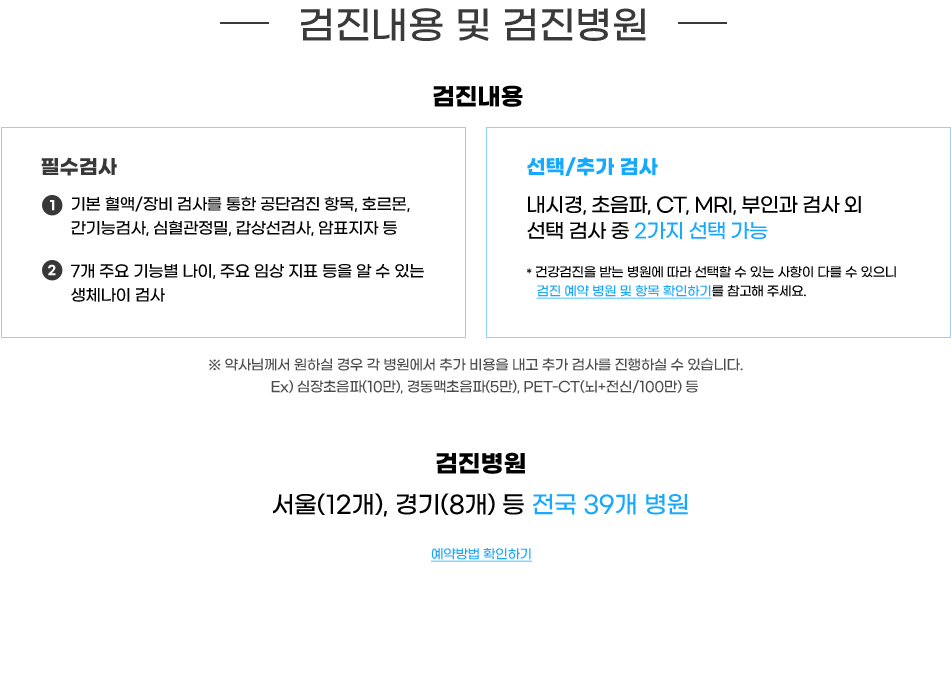 검진내용 및 검진병원
검진내용
필수검사
1 기본 혈액/장비 검사를 통한 공단검진 항목, 호르몬,
간기능검사, 심혈관정밀, 갑상선검사, 암표지자 등
2 7개 주요 기능별 나이, 주요 임상 지표 등을 알 수 있는
생체나이 검사
선택/추가 검사
내시경, 초음파, CT, MRI, 부인과 검사 외
선택 검사 중 2가지 선택 가능
* 건강검진을 받는 병원에 따라 선택할 수 있는 사항이 다를 수 있으니
검진 예약 병원 및 항목 확인하기를 참고해 주세요.
※ 약사님께서 원하실 경우 각 병원에서 추가 비용을 내고 추가 검사를 진행하실 수 있습니다.
Ex) 심장초음파(10만), 경동맥초음파(5만), PET-CT(뇌+전신/100만) 등
검진병원
서울(12개), 경기(8개) 등 전국 39개 병원
예약방법 확인하기